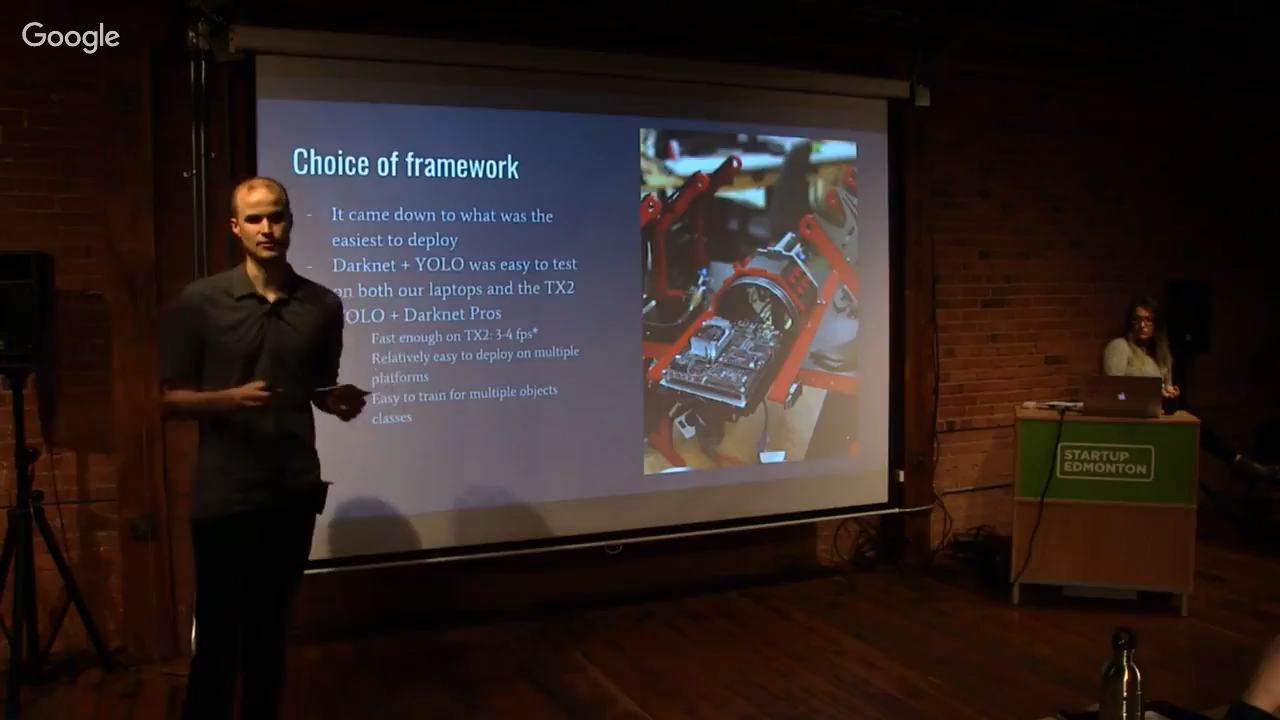 Google
Choice of framework
- It came down to what was the
easiest to deploy
- Darknet + YOLO was easy to test
on both our laptops and the TX2
YOLO + Darknet Pros
Fast enough on TX2: 3-4 fps*
Relatively easy to deploy on multiple
platforms
Easy to train for multiple objects
classes
STARTUP
EDMONTON